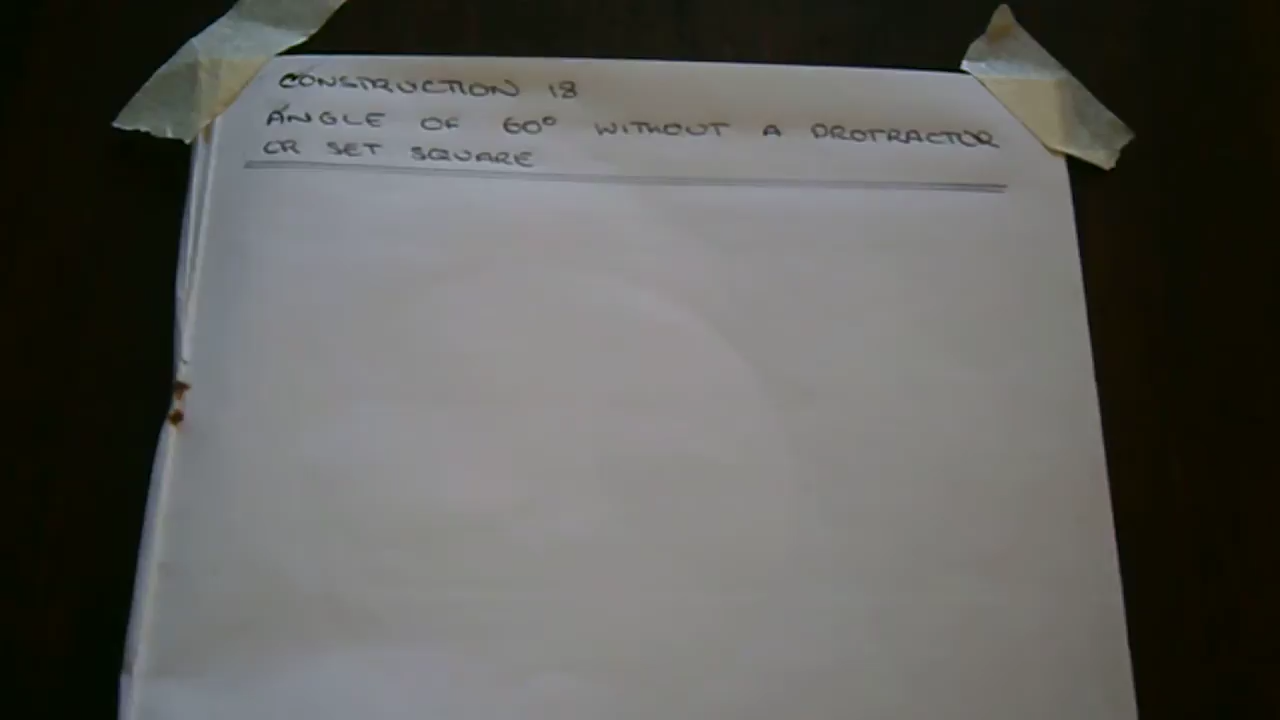 CONSTRUCTION 18
ANGLE OF 60° WITHOUT A PROTRACTOR
OR SET SQUARE